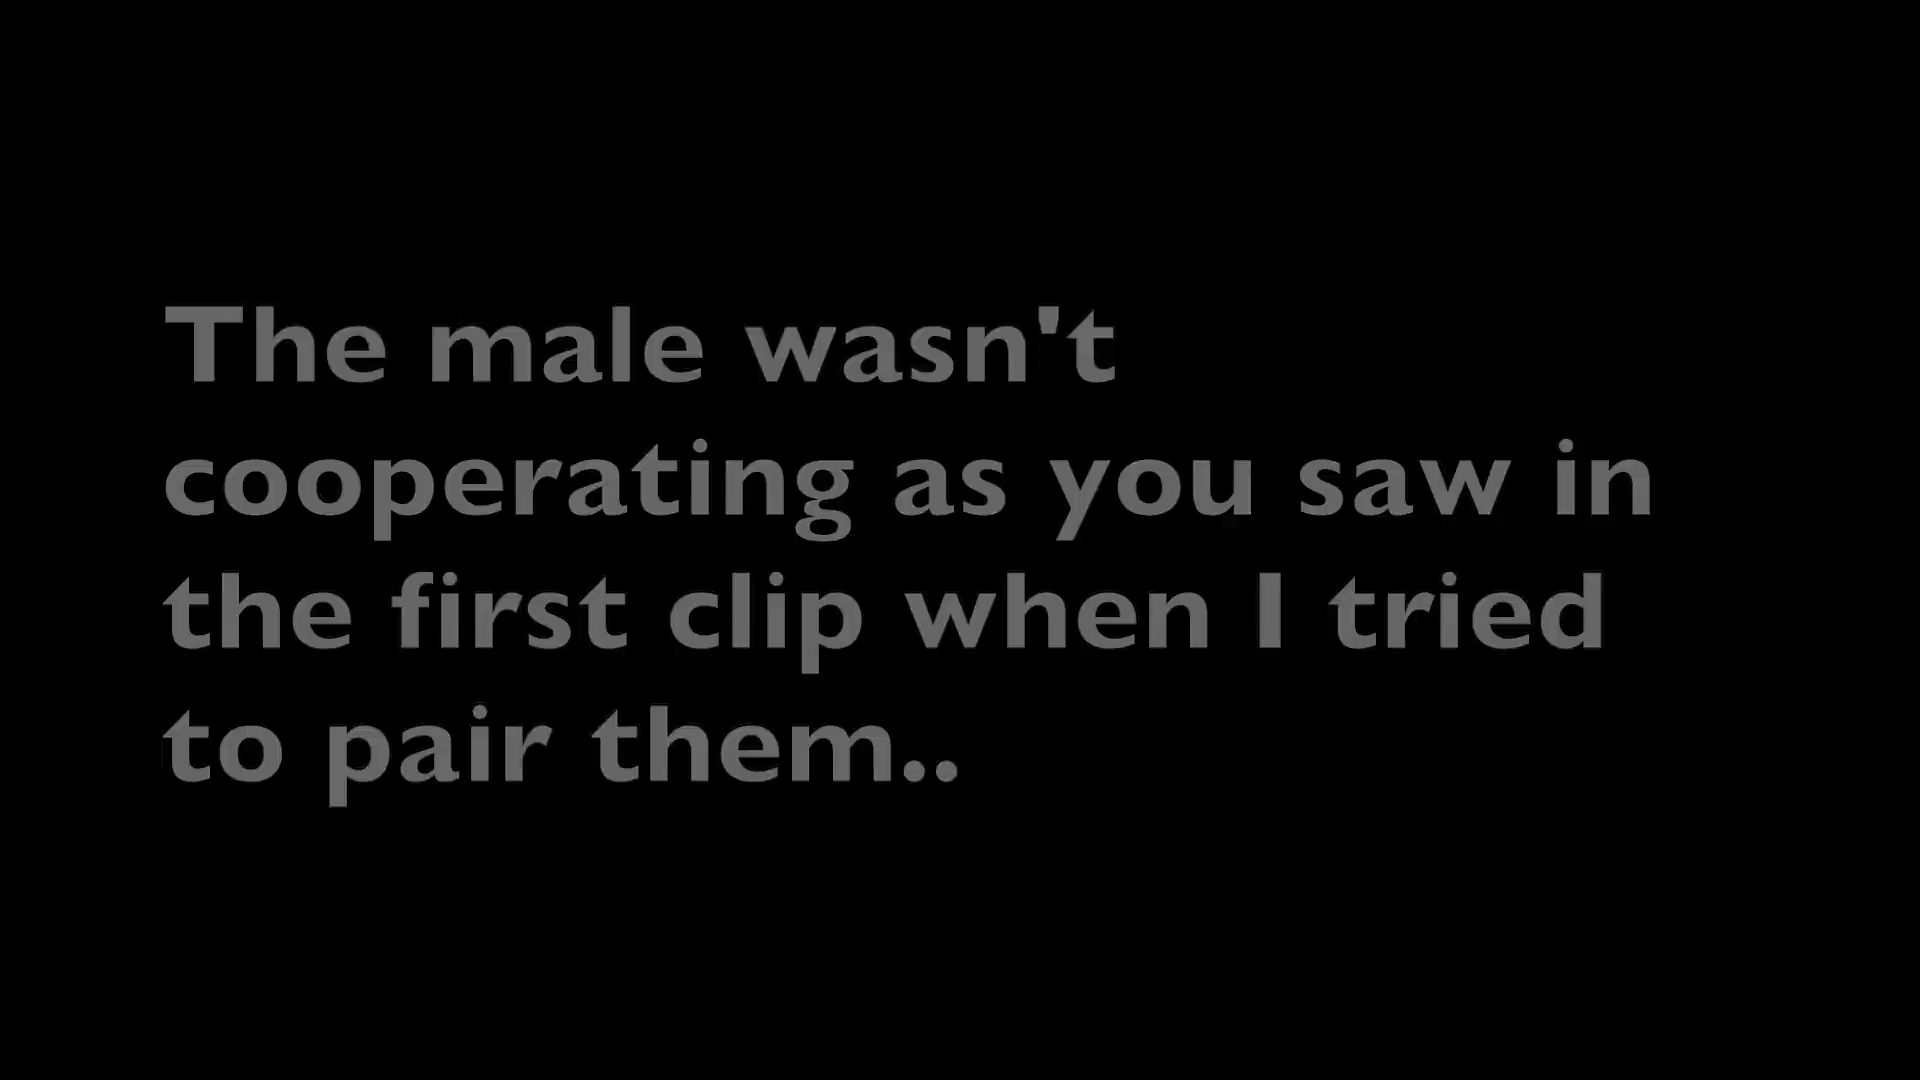 The male wasn't
cooperating as you saw in
the first clip when I tried
to pair them..